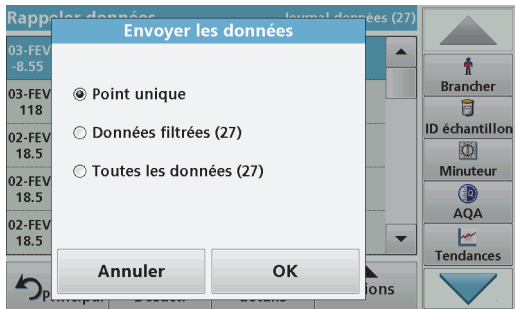 Rappeler données Journal données (27)
Envoyer les données
03-FEV
-8.55
03-FEV
118
02-FEV
18.5
02-FEV
18.5
02-FEV
18.5
Point unique
Données filtrées (27)
Toutes les données (27)
Annuler
OK
Brancher
ID échantillon
Minuteur
AQA
Tendances